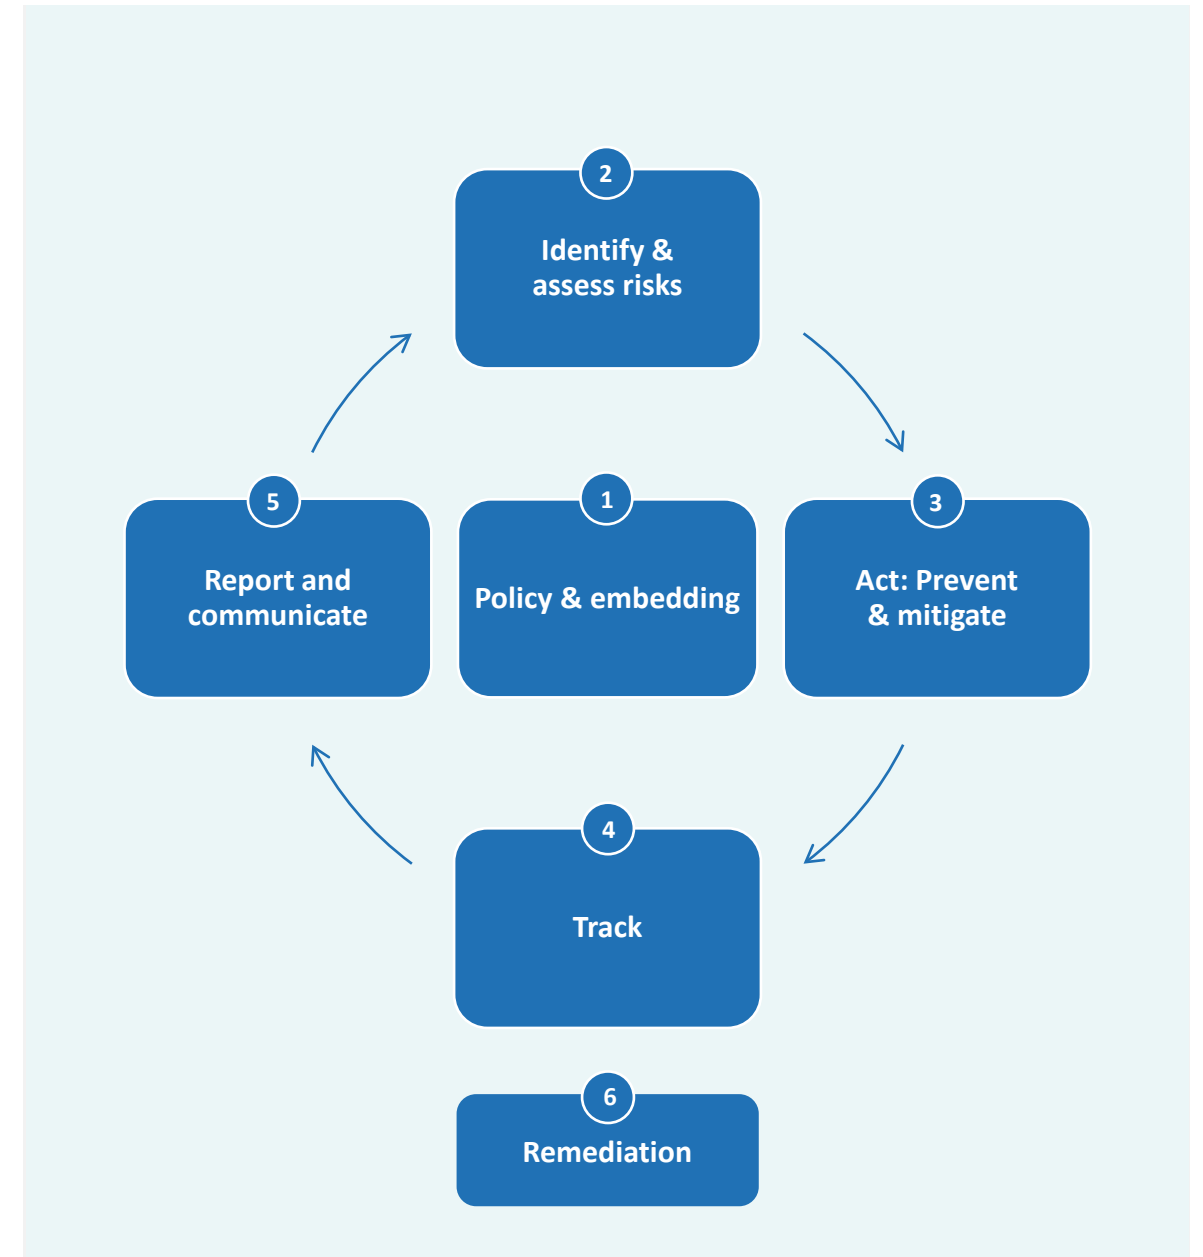 2
Identify &
assess risks
5
Report and
communicate
1
Policy & embedding
3
Act: Prevent
& mitigate
4
Track
6
Remediation